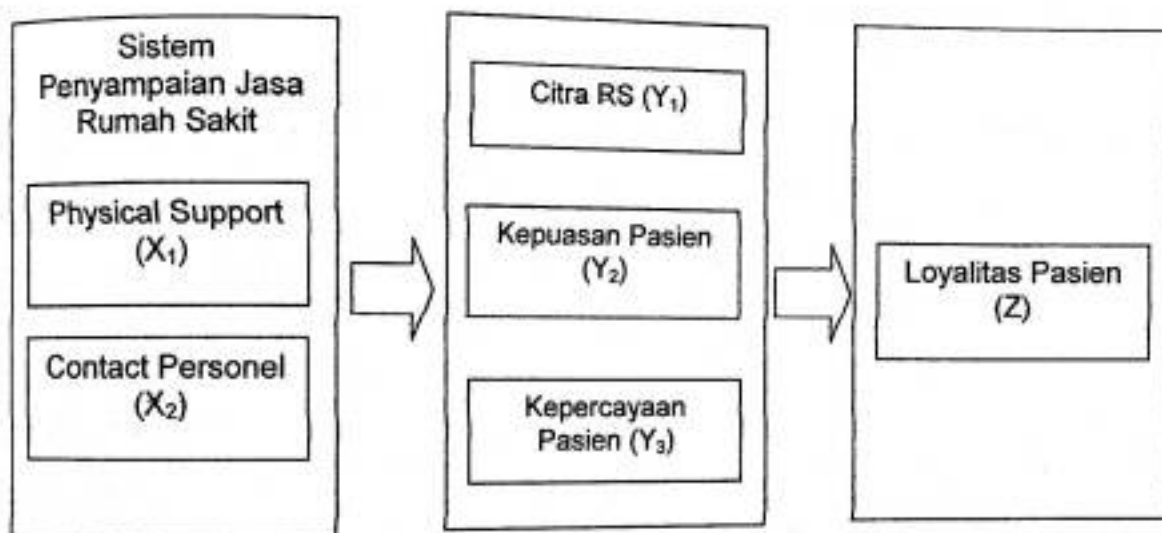 Sistem
Penyampaian Jasa
Rumah Sakit
Physical Support
(X₁)
Contact Personel
(X₂)
Citra RS (Y₁)
Kepuasan Pasien
(Y₂)
Kepercayaan
Pasien (Y₃)
Loyalitas Pasien
(Z)